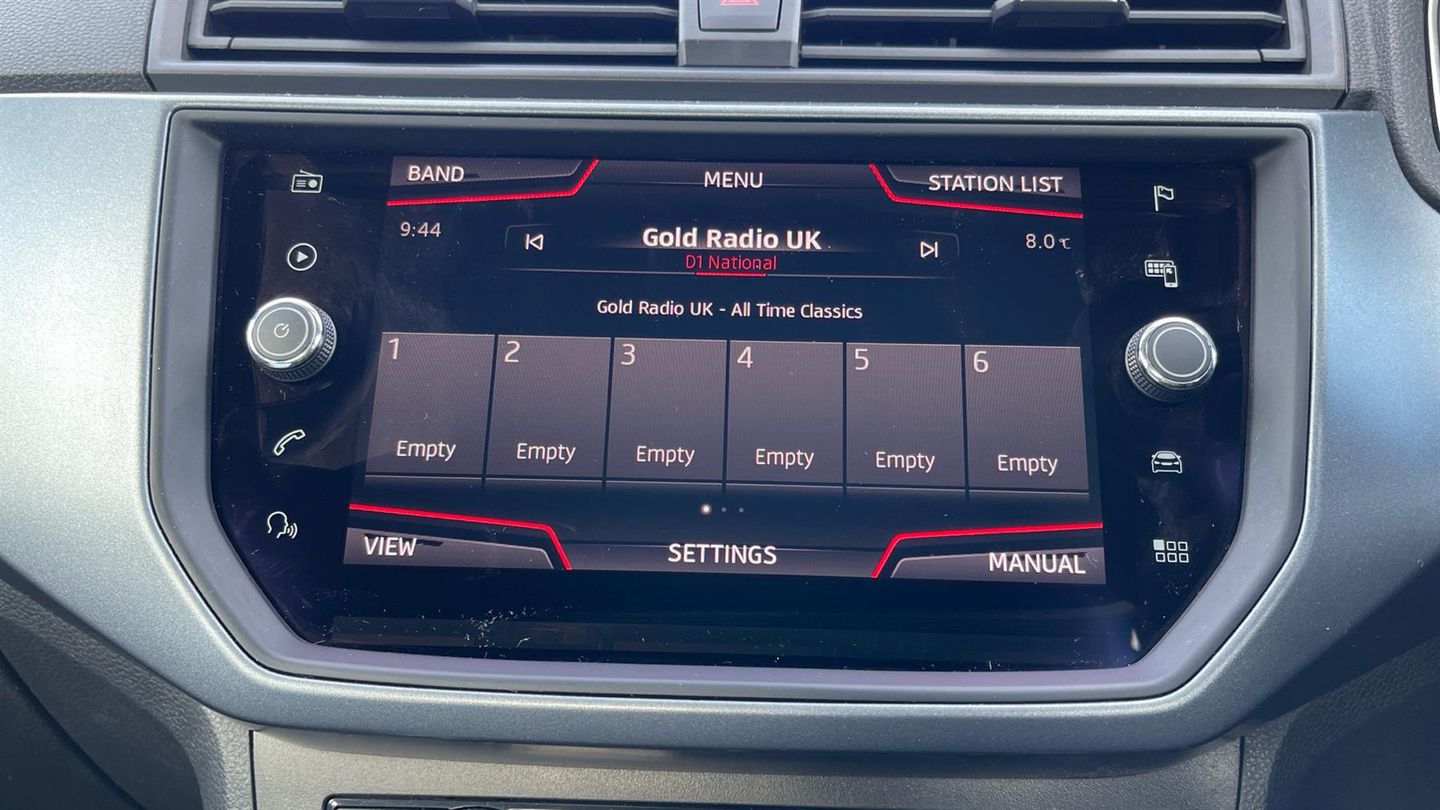 BAND MENU STATION LIST
9:44 Gold Radio UK 8.0°C
D1 National
Gold Radio UK - All Time Classics
1 2 3 4 5 6
Empty Empty Empty Empty Empty Empty
VIEW SETTINGS MANUAL